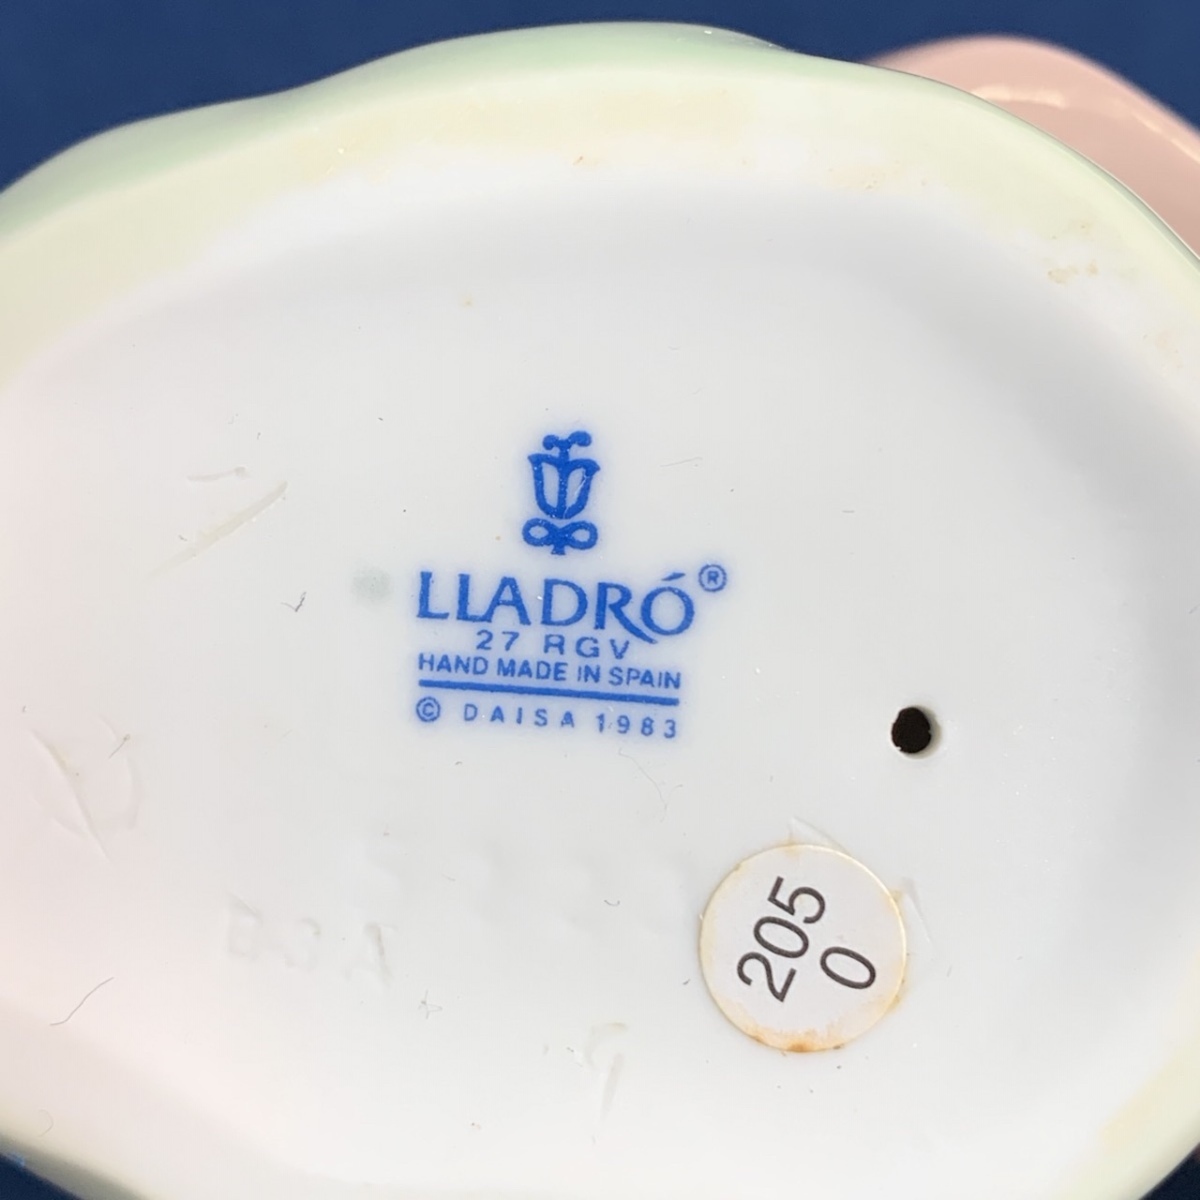 LLADRÓ®
27 RGV
HAND MADE IN SPAIN
© DAISA 1983
205
0